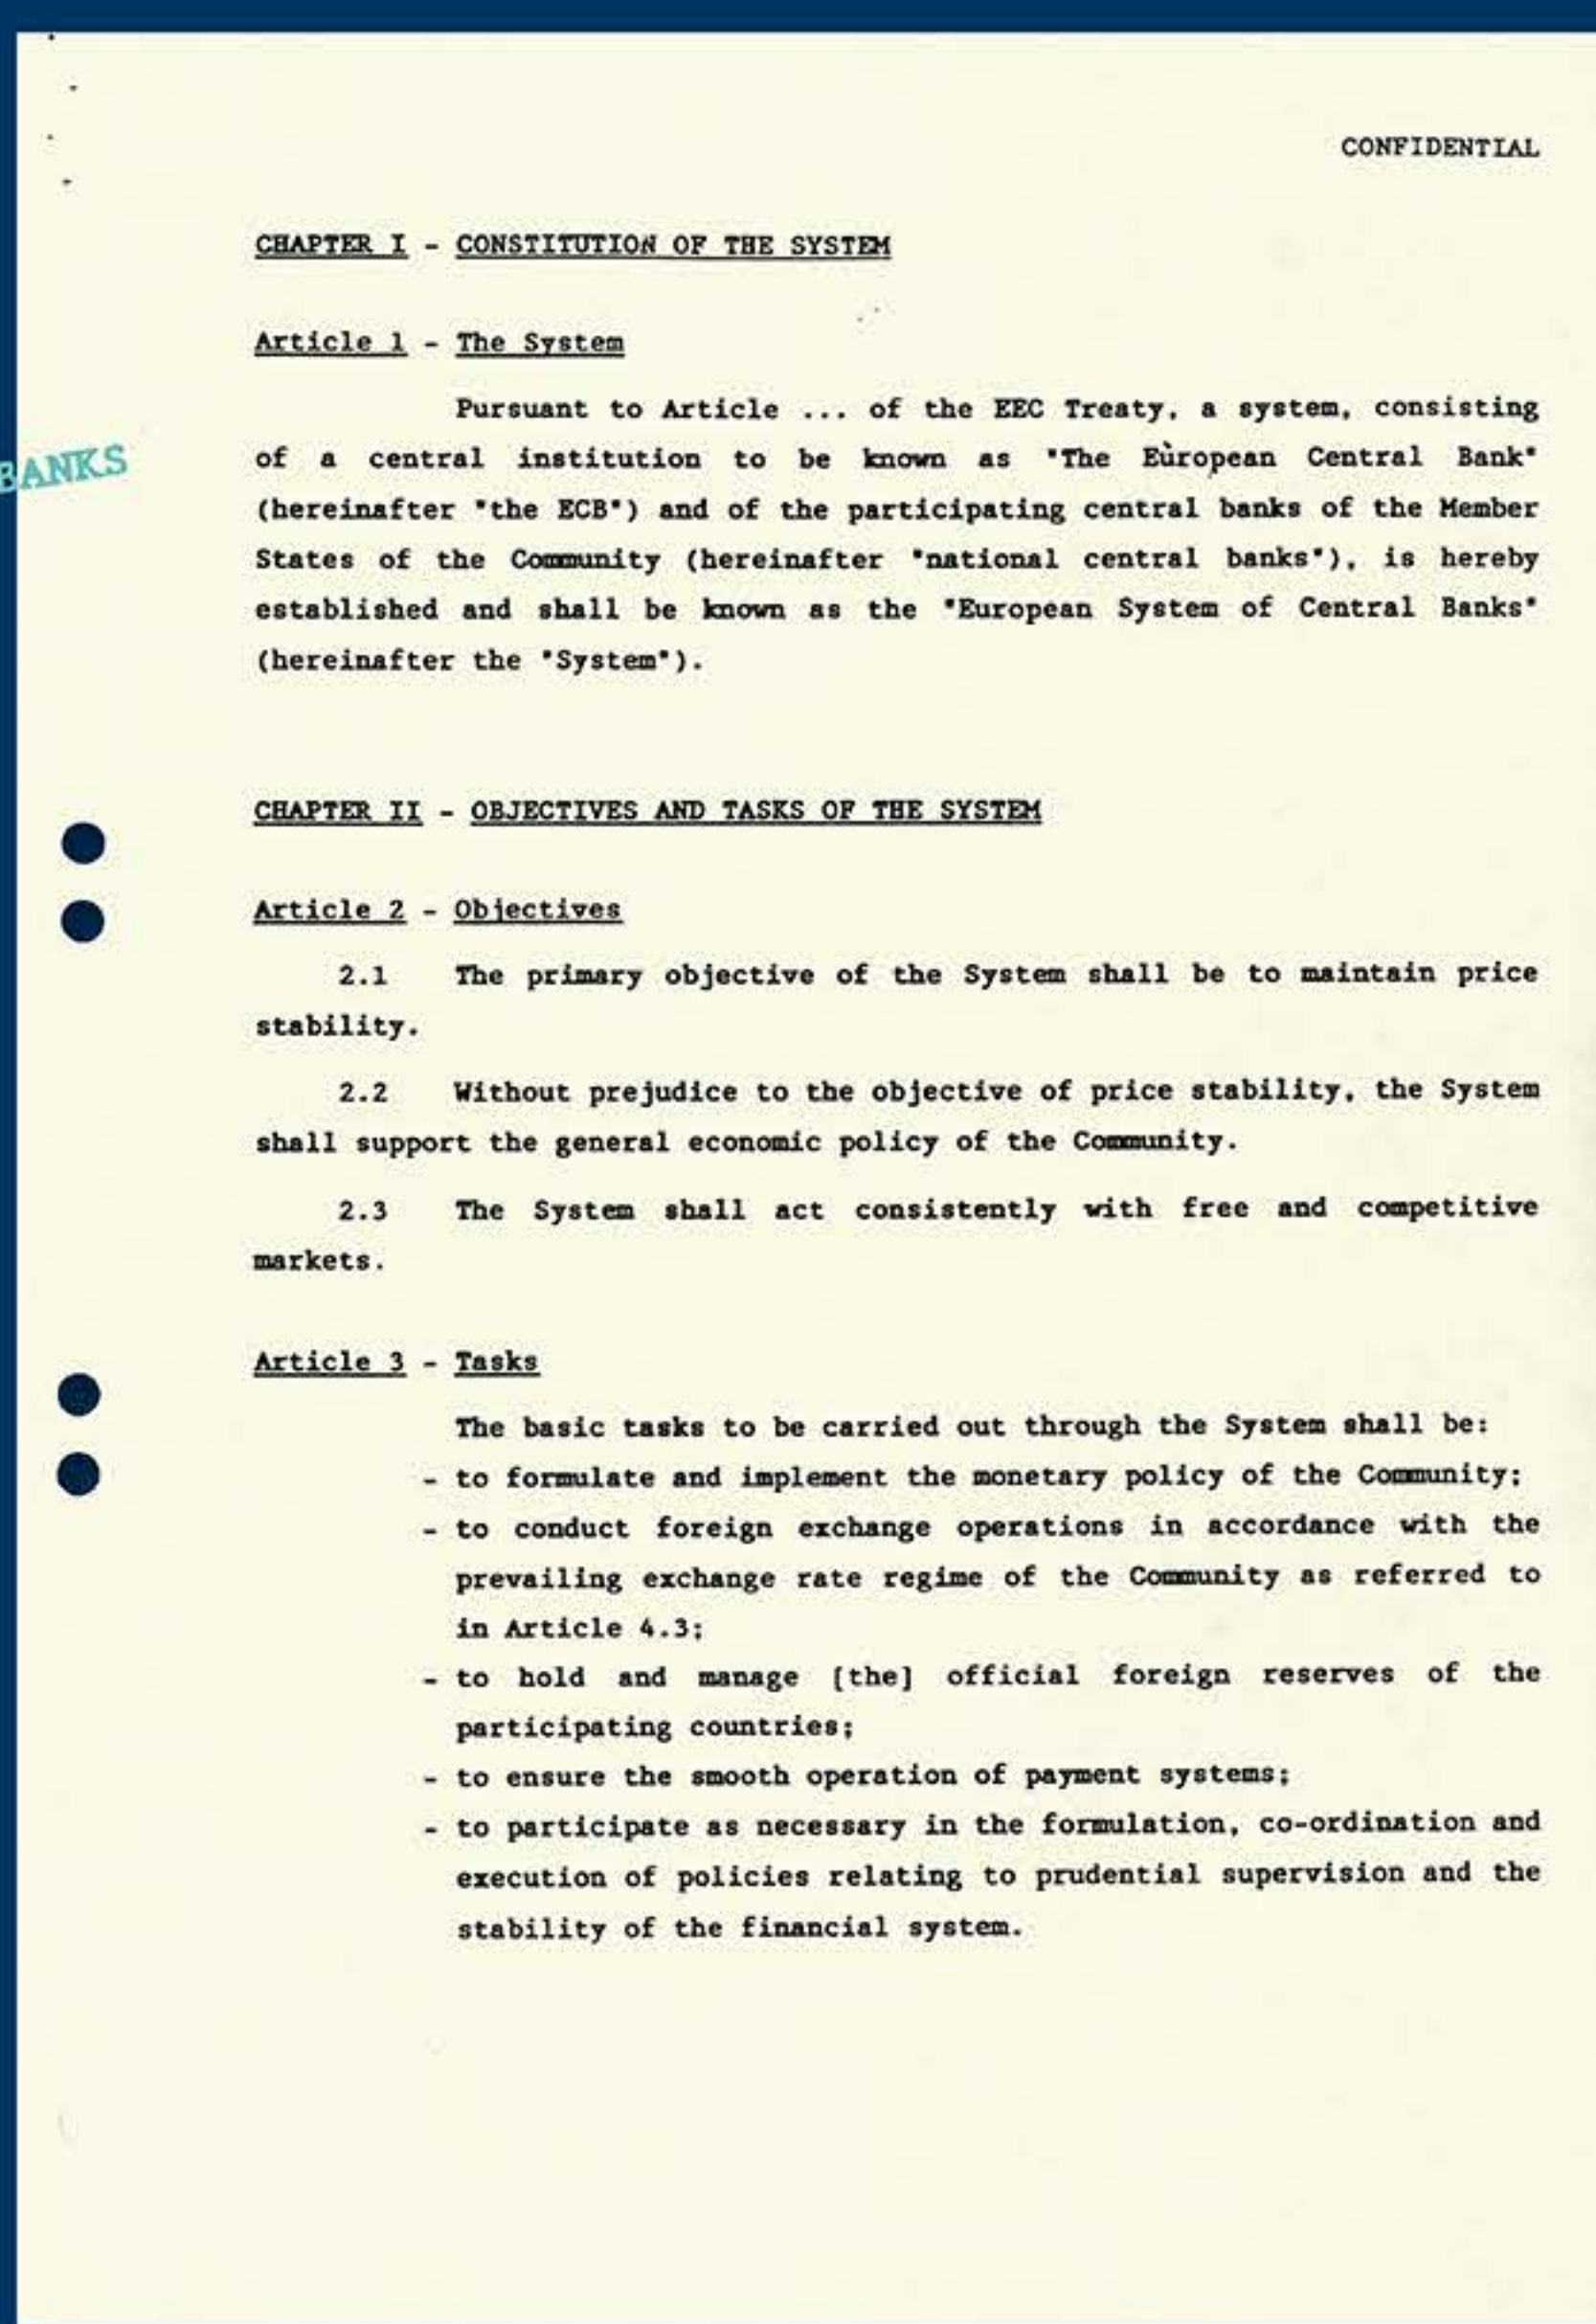 CONFIDENTIAL
CHAPTER I - CONSTITUTION OF THE SYSTEM
Article 1 - The System
Pursuant to Article ... of the EEC Treaty, a system, consisting
of a central institution to be known as "The European Central Bank"
(hereinafter "the ECB") and of the participating central banks of the Member
States of the Community (hereinafter "national central banks"), is hereby
established and shall be known as the "European System of Central Banks"
(hereinafter the "System").
BANKS
CHAPTER II - OBJECTIVES AND TASKS OF THE SYSTEM
Article 2 - Objectives
2.1 The primary objective of the System shall be to maintain price
stability.
2.2 Without prejudice to the objective of price stability, the System
shall support the general economic policy of the Community.
2.3 The System shall act consistently with free and competitive
markets.
Article 3 - Tasks
The basic tasks to be carried out through the System shall be:
- to formulate and implement the monetary policy of the Community;
- to conduct foreign exchange operations in accordance with the
prevailing exchange rate regime of the Community as referred to
in Article 4.3;
- to hold and manage [the] official foreign reserves of the
participating countries;
- to ensure the smooth operation of payment systems;
- to participate as necessary in the formulation, co-ordination and
execution of policies relating to prudential supervision and the
stability of the financial system.